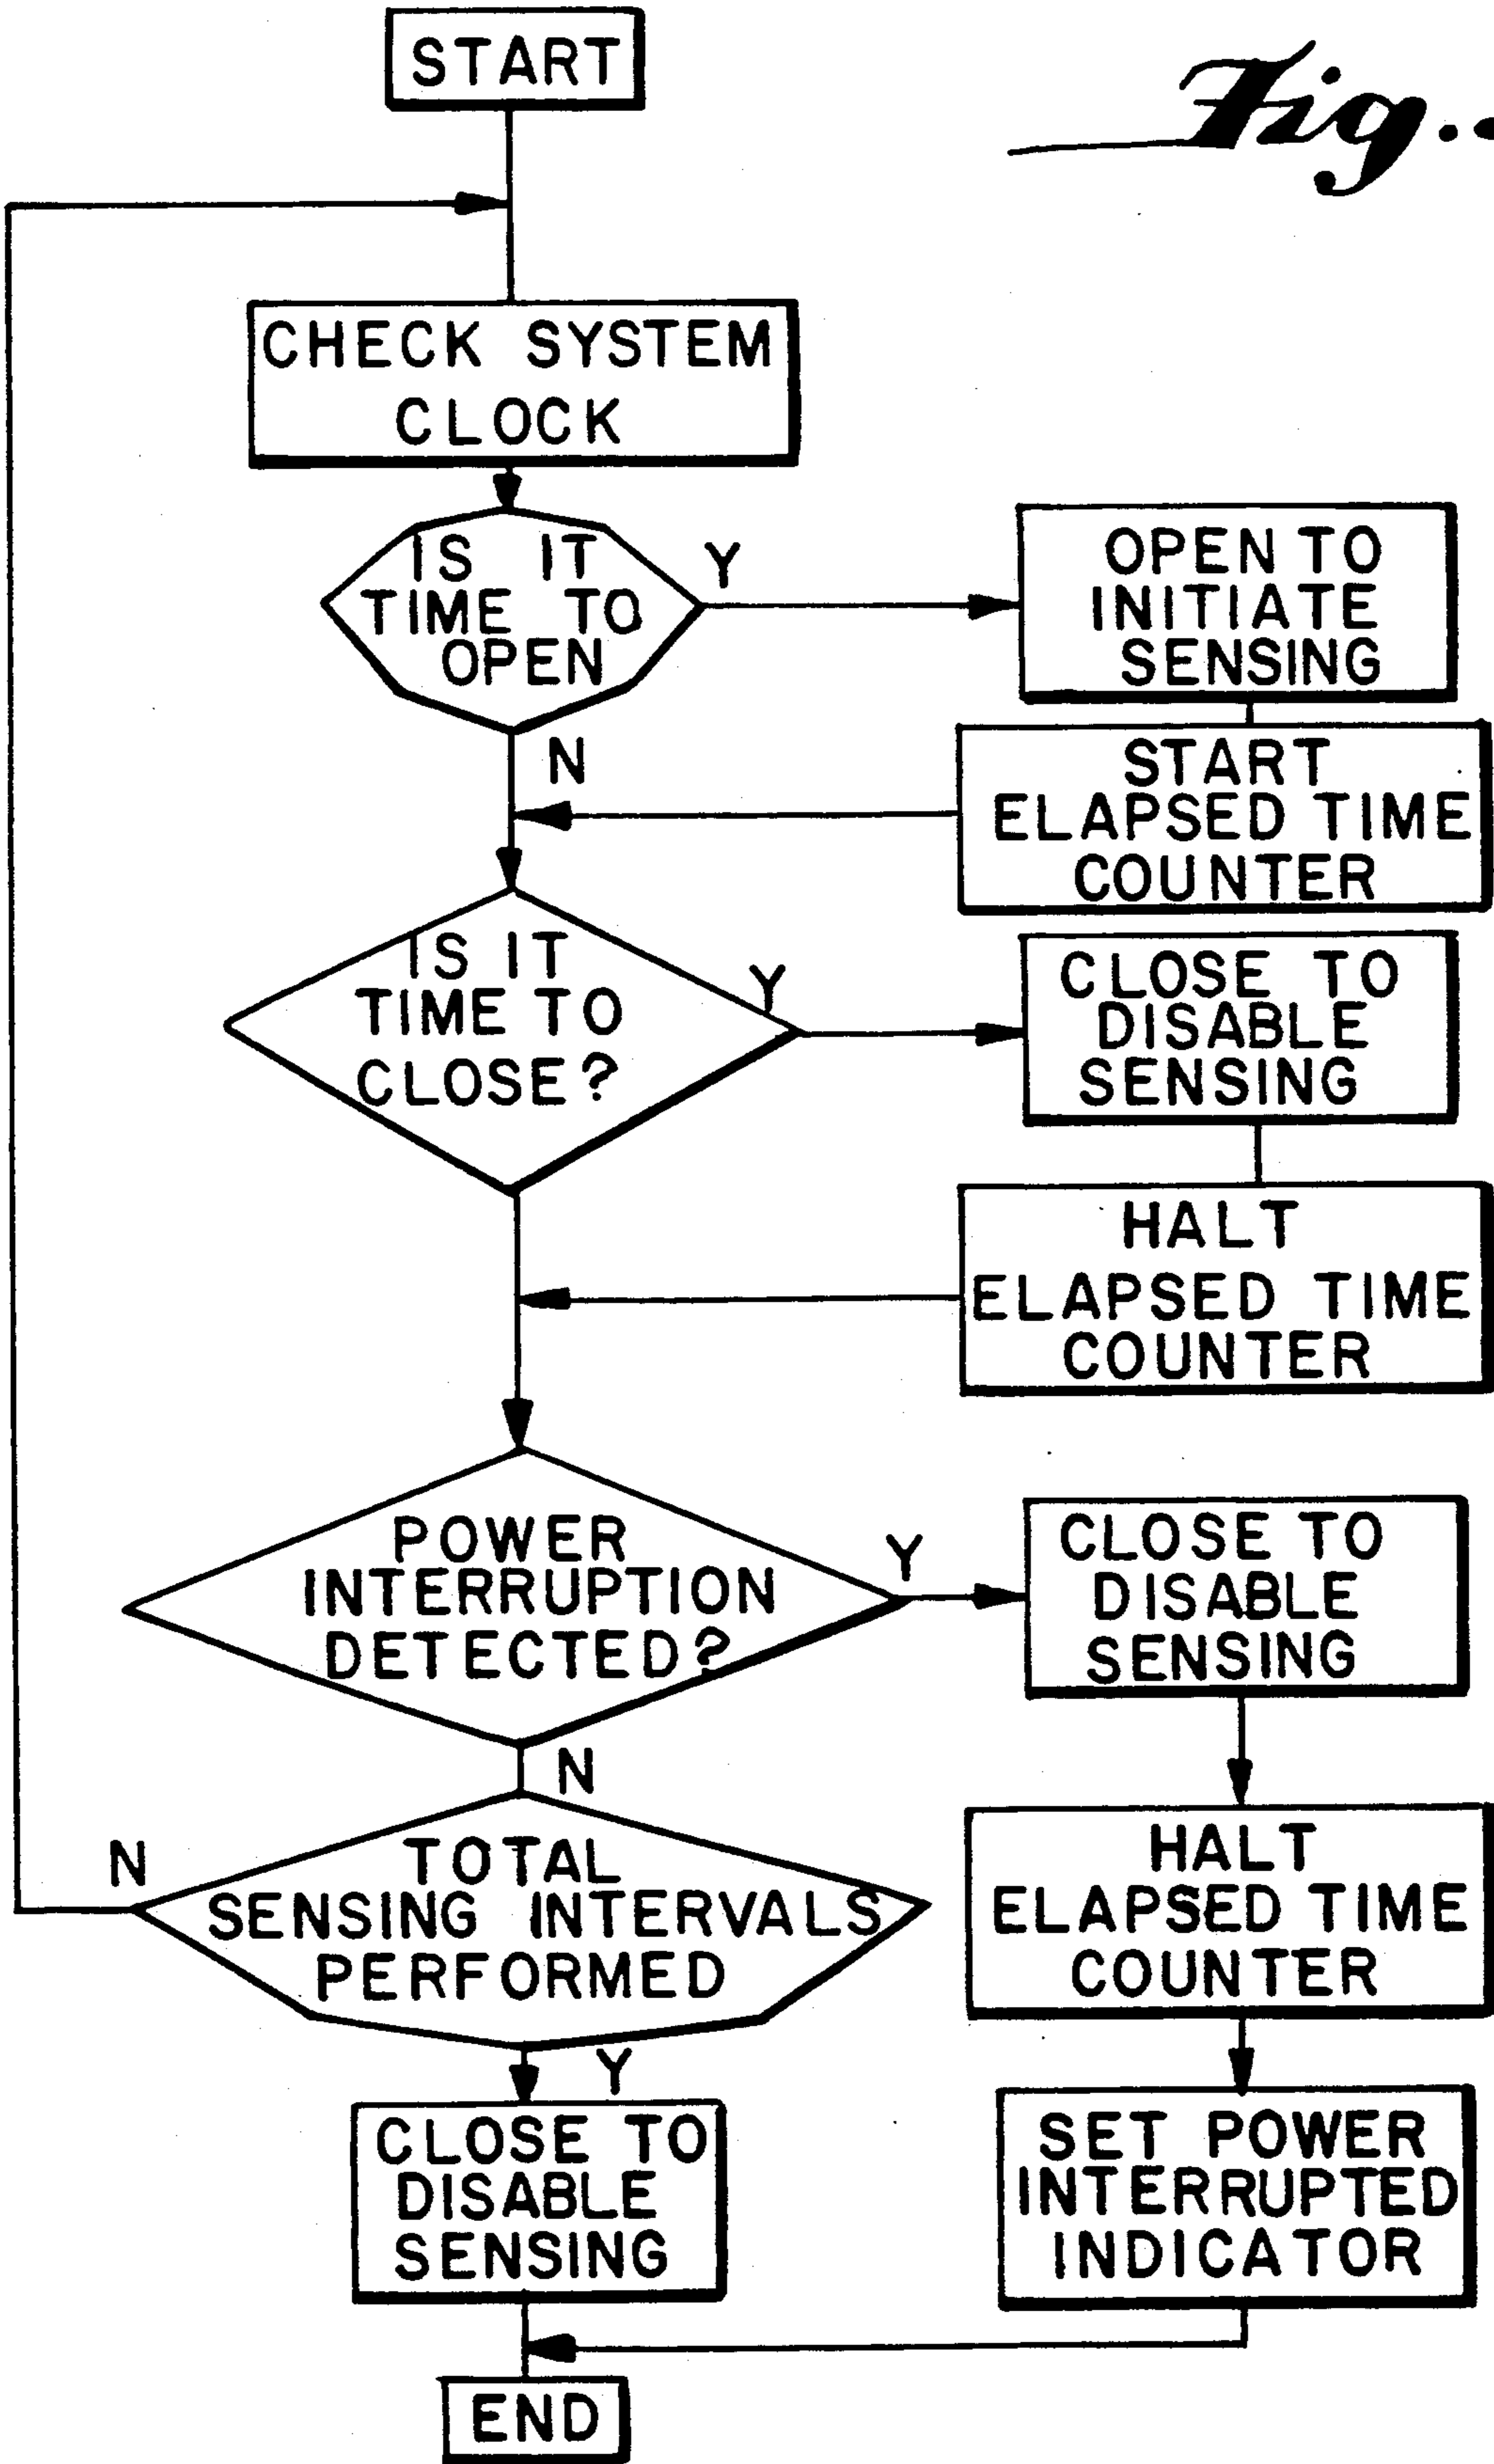 START
Fig.
CHECK SYSTEM
CLOCK
IS IT
TIME TO
OPEN
Y
OPEN TO
INITIATE
SENSING
N
START
ELAPSED TIME
COUNTER
IS IT
TIME TO
CLOSE?
Y
CLOSE TO
DISABLE
SENSING
HALT
ELAPSED TIME
COUNTER
POWER
INTERRUPTION
DETECTED?
Y
CLOSE TO
DISABLE
SENSING
N
N
TOTAL
SENSING INTERVALS
PERFORMED
HALT
ELAPSED TIME
COUNTER
Y
CLOSE TO
DISABLE
SENSING
SET POWER
INTERRUPTED
INDICATOR
END